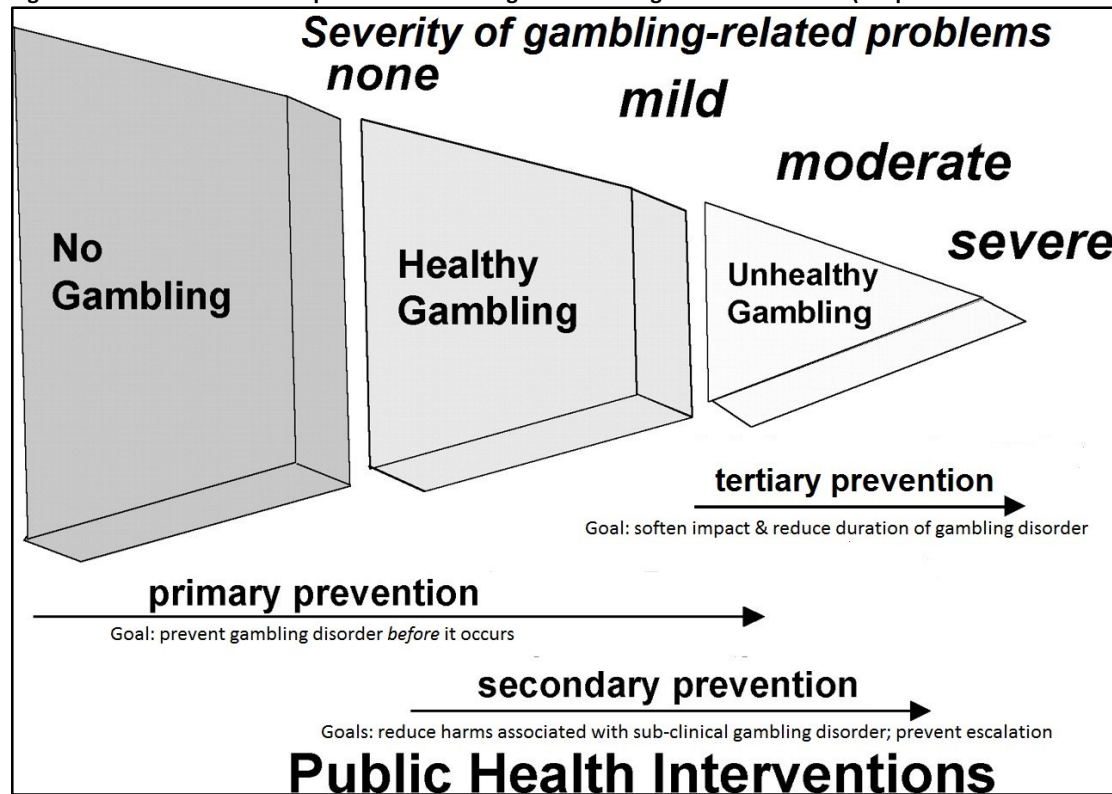 Severity of gambling-related problems
none
mild
moderate
severe
No
Gambling
Healthy
Gambling
Unhealthy
Gambling
tertiary prevention
Goal: soften impact & reduce duration of gambling disorder
primary prevention
Goal: prevent gambling disorder before it occurs
secondary prevention
Goals: reduce harms associated with sub-clinical gambling disorder; prevent escalation
Public Health Interventions